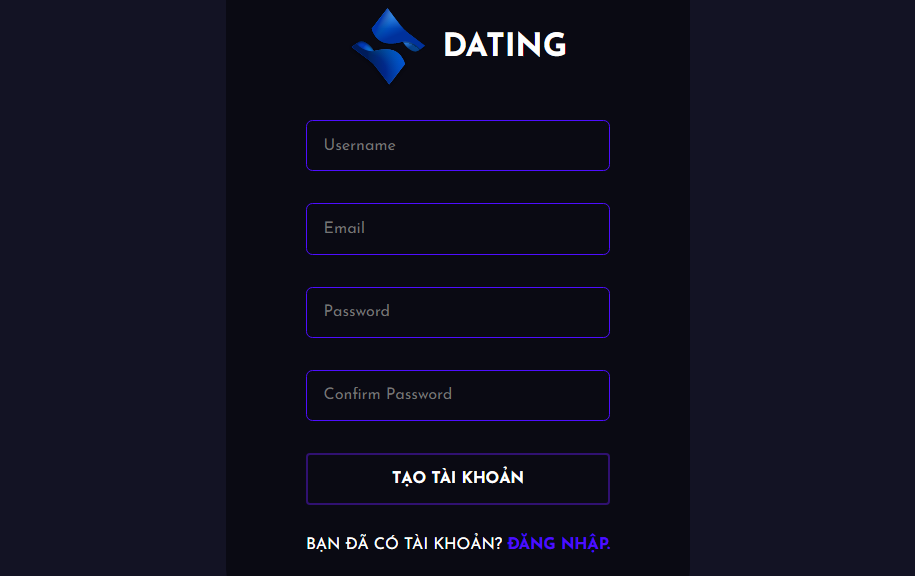 DATING
Username
Email
Password
Confirm Password
TẠO TÀI KHOẢN
BẠN ĐÃ CÓ TÀI KHOẢN? ĐĂNG NHẬP.